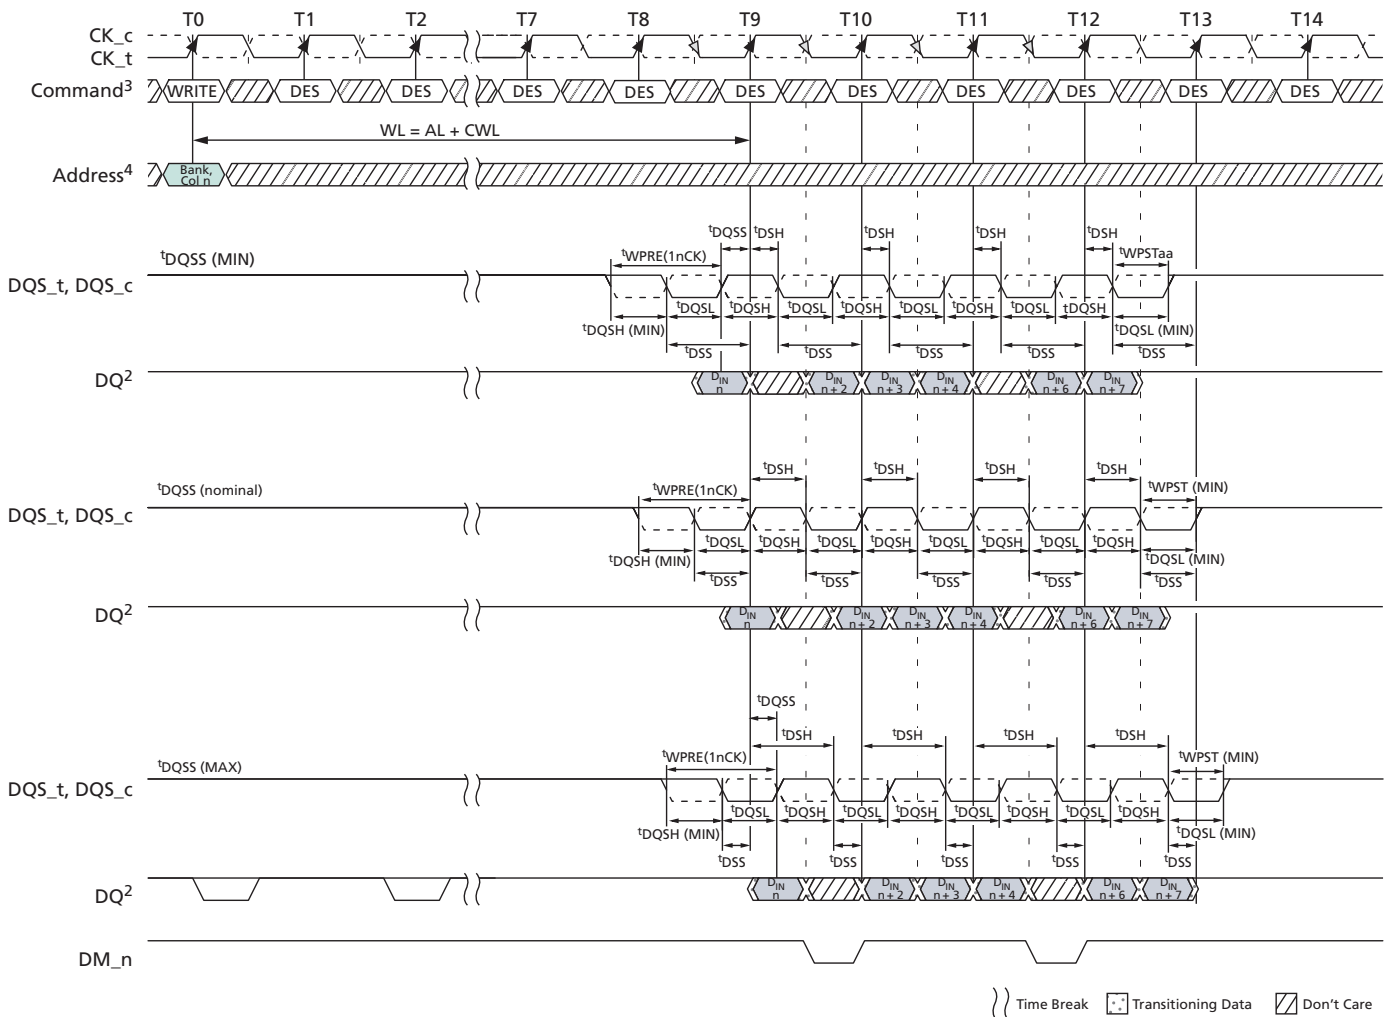 T0 T1 T2 T7 T8 T9 T10 T11 T12 T13 T14
CK_c
CK_t
Command3 WRITE DES DES DES DES DES DES DES DES DES DES
WL = AL + CWL
Address4 Bank, Col n
tDQSS tDSH tDSH tDSH tDSH
tDQSS (MIN) tWPRE(1nCK) tWPSTaa
DQS_t, DQS_c
tDQSL tDQSH tDQSL tDQSH tDQSL tDQSH tDQSL tDQSH
tDQSH (MIN) tDQSL (MIN)
tDSS tDSS tDSS tDSS tDSS
DQ2 DIN n DIN n + 2 DIN n + 3 DIN n + 4 DIN n + 6 DIN n + 7
tDSH tDSH tDSH tDSH
tDQSS (nominal) tWPRE(1nCK) tWPST (MIN)
DQS_t, DQS_c
tDQSL tDQSH tDQSL tDQSH tDQSL tDQSH tDQSL tDQSH
tDQSH (MIN) tDQSL (MIN)
tDSS tDSS tDSS tDSS tDSS
DQ2 DIN n DIN n + 2 DIN n + 3 DIN n + 4 DIN n + 6 DIN n + 7
tDQSS
tDSH tDSH tDSH tDSH
tDQSS (MAX) tWPRE(1nCK) tWPST (MIN)
DQS_t, DQS_c
tDQSL tDQSH tDQSL tDQSH tDQSL tDQSH tDQSL tDQSH
tDQSH (MIN) tDQSL (MIN)
tDSS tDSS tDSS tDSS tDSS
DQ2 DIN n DIN n + 2 DIN n + 3 DIN n + 4 DIN n + 6 DIN n + 7
DM_n
Time Break Transitioning Data Don't Care